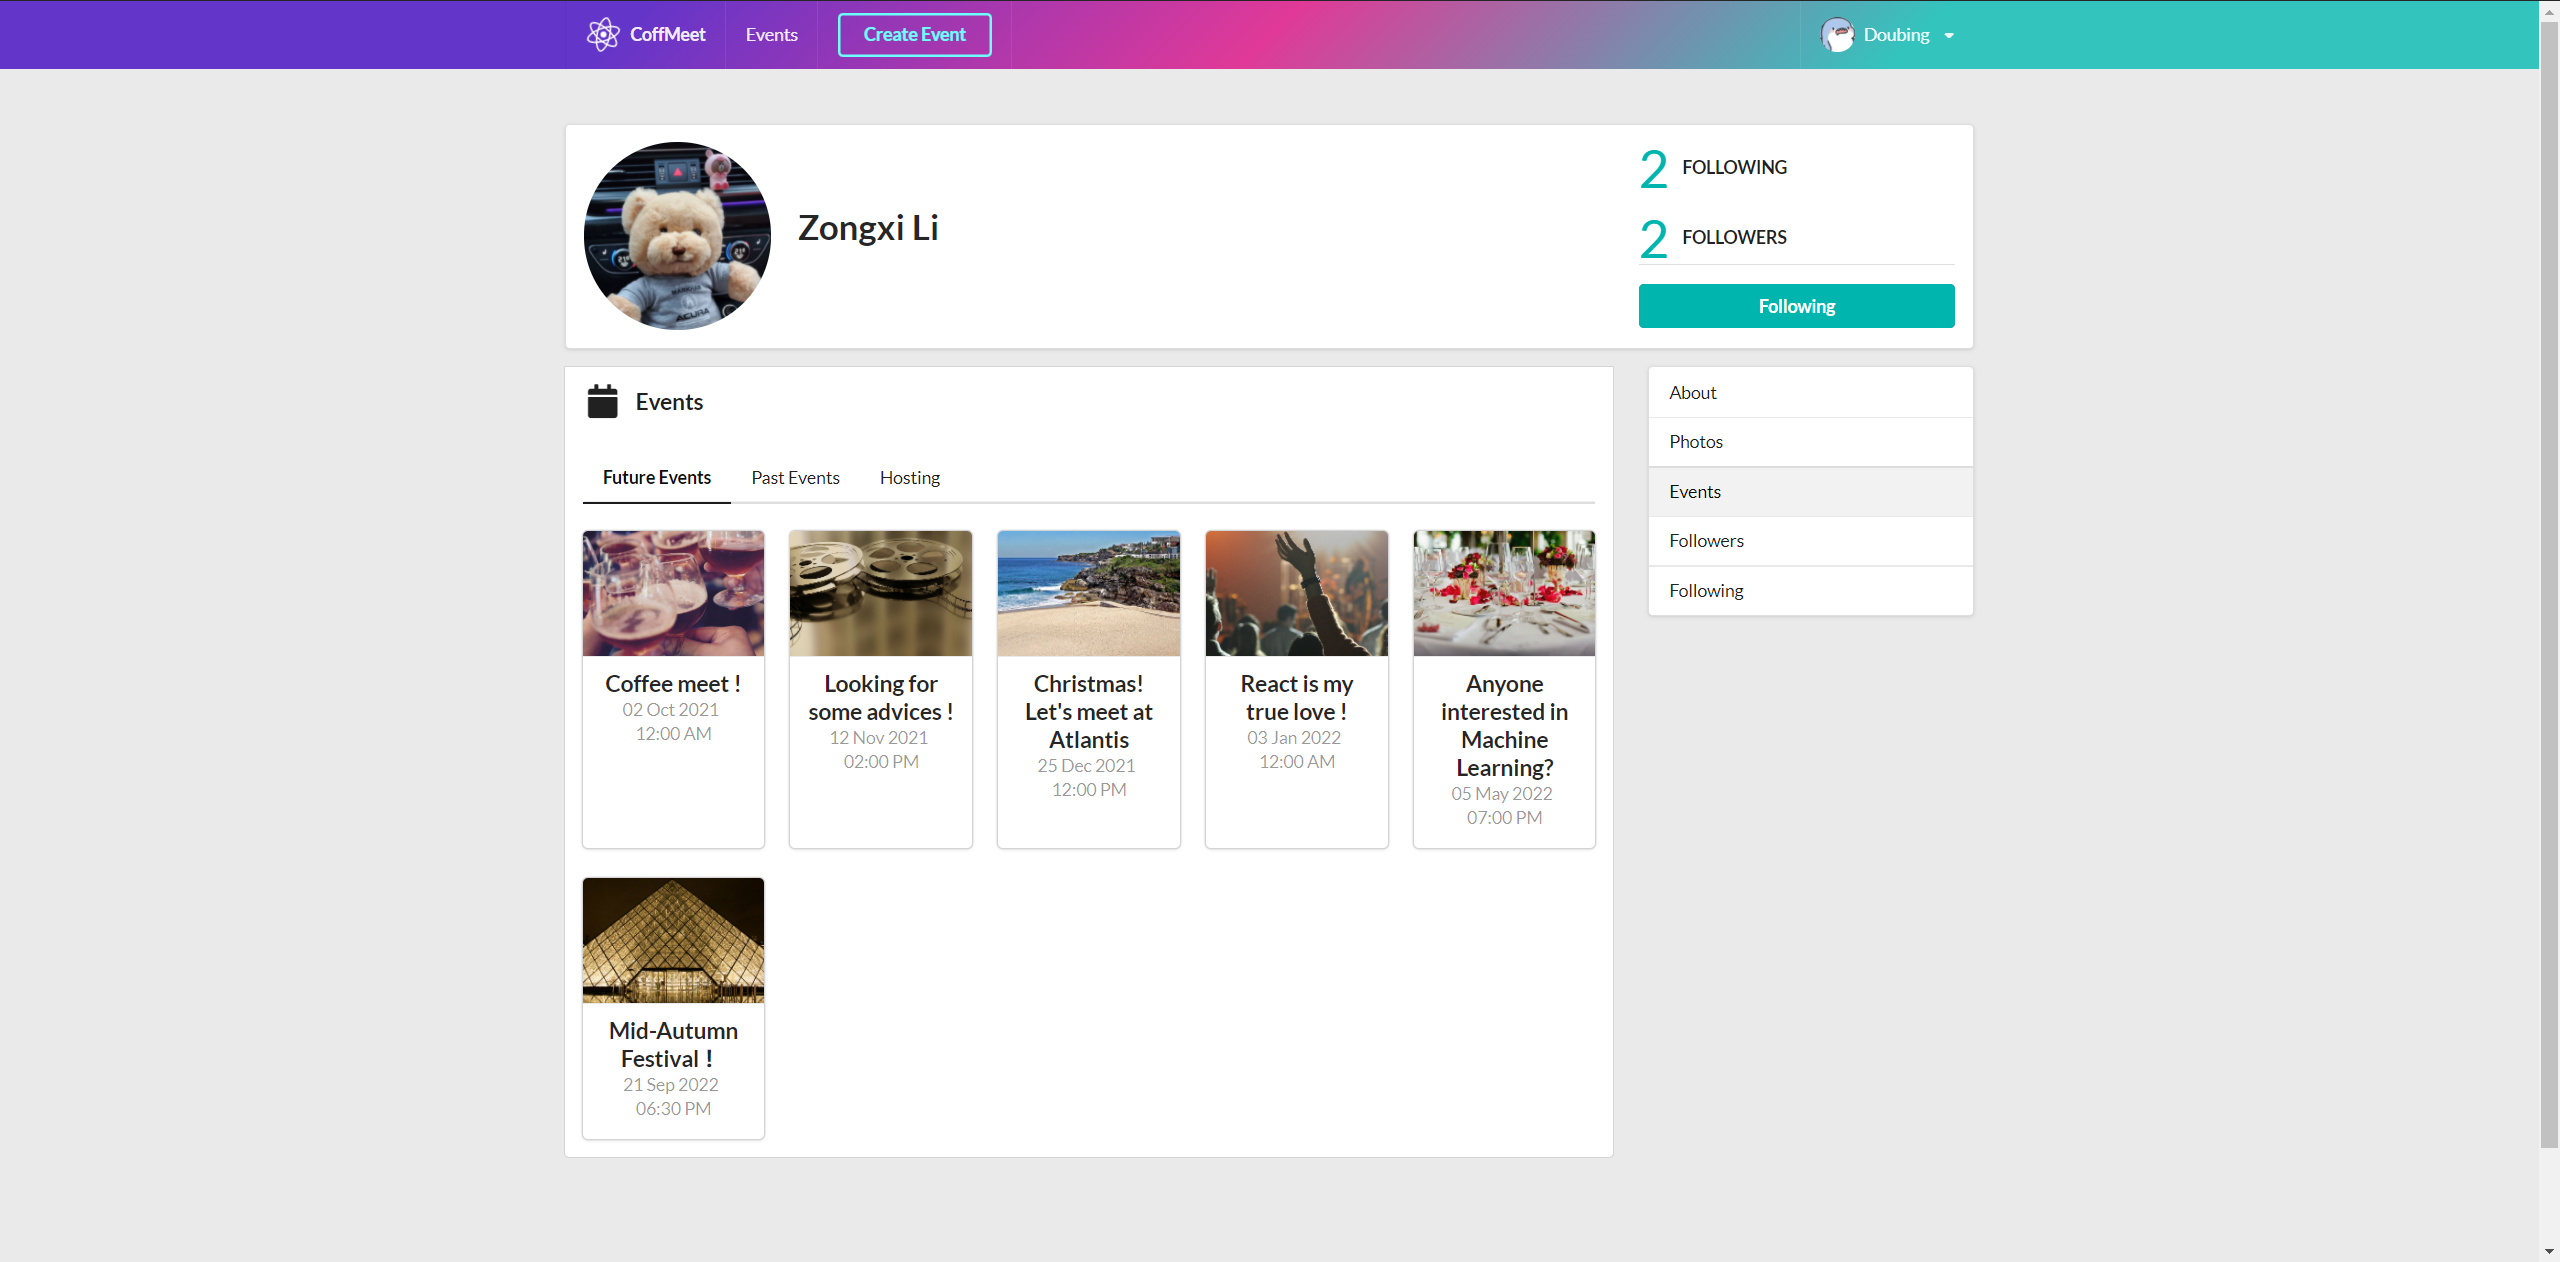 CoffMeet
Events
Create Event
Doubing
Zongxi Li
2 FOLLOWING
2 FOLLOWERS
Following
Events
Future Events
Past Events
Hosting
Coffee meet !
02 Oct 2021
12:00 AM
Looking for
some advices !
12 Nov 2021
02:00 PM
Christmas!
Let's meet at
Atlantis
25 Dec 2021
12:00 PM
React is my
true love !
03 Jan 2022
12:00 AM
Anyone
interested in
Machine
Learning?
05 May 2022
07:00 PM
Mid-Autumn
Festival !
21 Sep 2022
06:30 PM
About
Photos
Events
Followers
Following
ACURA